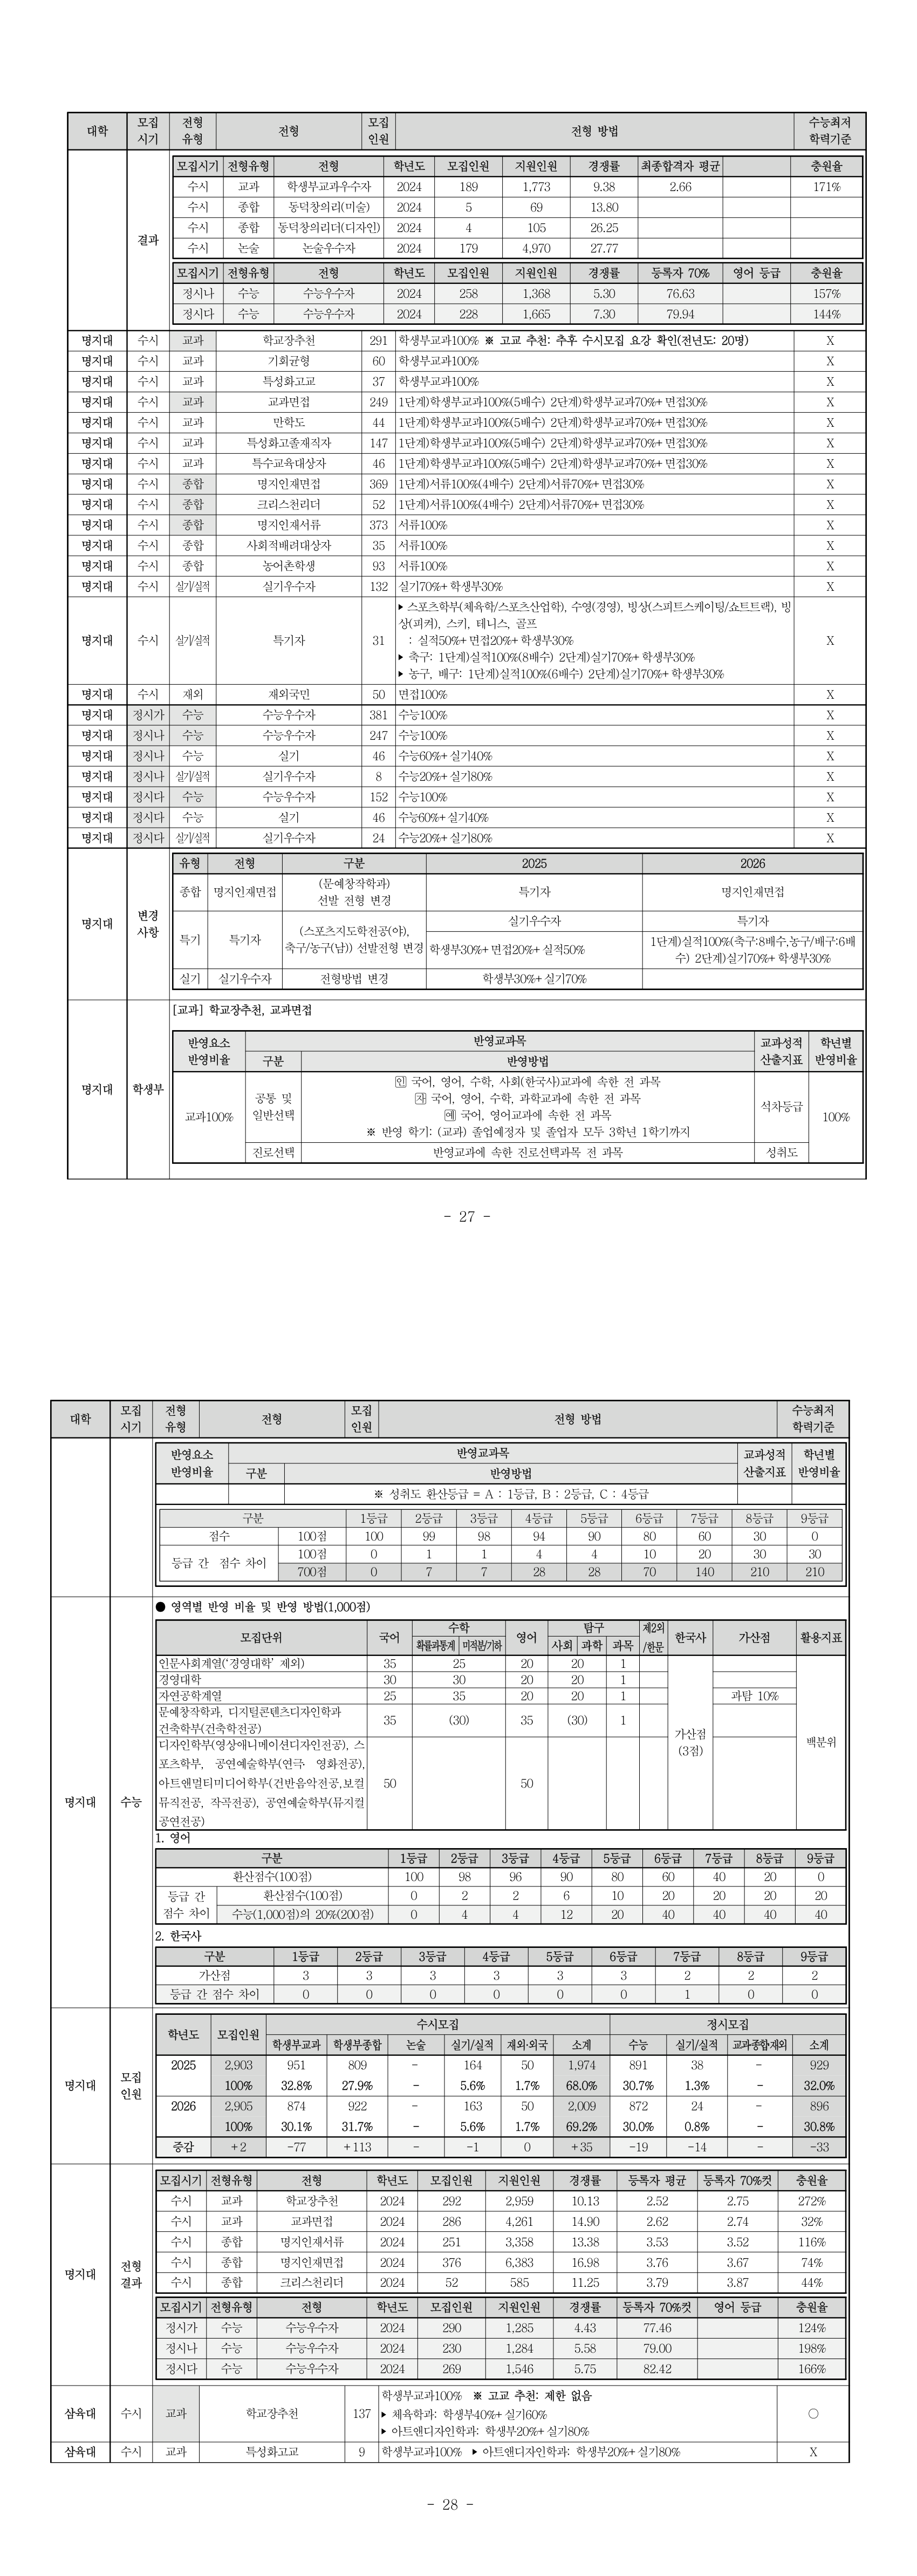 대학 모집시기 전형유형 전형 모집인원 전형 방법 수능최저학력기준
결과
모집시기 전형유형 전형 학년도 모집인원 지원인원 경쟁률 최종합격자 평균 충원율
수시 교과 학생부교과우수자 2024 189 1,773 9.38 2.66 171%
수시 종합 동덕창의리(미술) 2024 5 69 13.80
수시 종합 동덕창의리더(디자인) 2024 4 105 26.25
수시 논술 논술우수자 2024 179 4,970 27.77
모집시기 전형유형 전형 학년도 모집인원 지원인원 경쟁률 등록자 70% 영어 등급 충원율
정시나 수능 수능우수자 2024 258 1,368 5.30 76.63 157%
정시다 수능 수능우수자 2024 228 1,665 7.30 79.94 144%
명지대 수시 교과 학교장추천 291 학생부교과100% ※ 고교 추천: 추후 수시모집 요강 확인(전년도: 20명) X
명지대 수시 교과 기회균형 60 학생부교과100% X
명지대 수시 교과 특성화고교 37 학생부교과100% X
명지대 수시 교과 교과면접 249 1단계)학생부교과100%(5배수) 2단계)학생부교과70%+면접30% X
명지대 수시 교과 만학도 44 1단계)학생부교과100%(5배수) 2단계)학생부교과70%+면접30% X
명지대 수시 교과 특성화고졸재직자 147 1단계)학생부교과100%(5배수) 2단계)학생부교과70%+면접30% X
명지대 수시 교과 특수교육대상자 46 1단계)학생부교과100%(5배수) 2단계)학생부교과70%+면접30% X
명지대 수시 종합 명지인재면접 369 1단계)서류100%(4배수) 2단계)서류70%+면접30% X
명지대 수시 종합 크리스천리더 52 1단계)서류100%(4배수) 2단계)서류70%+면접30% X
명지대 수시 종합 명지인재서류 373 서류100% X
명지대 수시 종합 사회적배려대상자 35 서류100% X
명지대 수시 종합 농어촌학생 93 서류100% X
명지대 수시 실기/실적 실기우수자 132 실기70%+학생부30% X
명지대 수시 실기/실적 특기자 31
▶ 스포츠학부(체육학/스포츠산업학), 수영(경영), 빙상(스피트스케이팅/쇼트트랙), 빙
상(피겨), 스키, 테니스, 골프
: 실적50%+면접20%+학생부30%
▶ 축구: 1단계)실적100%(8배수) 2단계)실기70%+학생부30%
▶ 농구, 배구: 1단계)실적100%(6배수) 2단계)실기70%+학생부30%
X
명지대 수시 재외 재외국민 50 면접100% X
명지대 정시가 수능 수능우수자 381 수능100% X
명지대 정시나 수능 수능우수자 247 수능100% X
명지대 정시나 수능 실기 46 수능60%+실기40% X
명지대 정시나 실기/실적 실기우수자 8 수능20%+실기80% X
명지대 정시다 수능 수능우수자 152 수능100% X
명지대 정시다 수능 실기 46 수능60%+실기40% X
명지대 정시다 실기/실적 실기우수자 24 수능20%+실기80% X
명지대 변경사항
유형 전형 구분 2025 2026
종합 명지인재면접 (문예창작학과) 선발 전형 변경 특기자 명지인재면접
특기 특기자 (스포츠지도학전공(야), 축구/농구(남)) 선발전형 변경
실기우수자 특기자
학생부30%+면접20%+실적50% 1단계)실적100%(축구:8배수,농구/배구:6배
수) 2단계)실기70%+학생부30%
실기 실기우수자 전형방법 변경 학생부30%+실기70%
명지대 학생부
[교과] 학교장추천, 교과면접
반영요소 반영비율 반영교과목 교과성적 산출지표 학년별 반영비율
구분 반영방법
교과100% 공통 및 일반선택
인 국어, 영어, 수학, 사회(한국사)교과에 속한 전 과목
자 국어, 영어, 수학, 과학교과에 속한 전 과목
예 국어, 영어교과에 속한 전 과목
※ 반영 학기: (교과) 졸업예정자 및 졸업자 모두 3학년 1학기까지
석차등급 100%
진로선택 반영교과에 속한 진로선택과목 전 과목 성취도
- 27 -
대학 모집시기 전형유형 전형 모집인원 전형 방법 수능최저학력기준
반영요소 반영비율 반영교과목 교과성적 산출지표 학년별 반영비율
구분 반영방법
※ 성취도 환산등급 = A : 1등급, B : 2등급, C : 4등급
구분 1등급 2등급 3등급 4등급 5등급 6등급 7등급 8등급 9등급
점수 100점 100 99 98 94 90 80 60 30 0
등급 간 점수 차이 100점 0 1 1 4 4 10 20 30 30
700점 0 7 7 28 28 70 140 210 210
명지대 수능
● 영역별 반영 비율 및 반영 방법(1,000점)
모집단위 국어 수학 영어 탐구 제2외/한문 한국사 가산점 활용지표
확률과통계 미적분/기하 사회 과학 과목
인문사회계열('경영대학' 제외) 35 25 20 20 1
경영대학 30 30 20 20 1
자연공학계열 25 35 20 20 1 과탐 10%
문예창작학과, 디지털콘텐츠디자인학과
건축학부(건축학전공)
35 (30) 35 (30) 1
가산점 (3점) 백분위
디자인학부(영상애니메이션디자인전공), 스
포츠학부, 공연예술학부(연극· 영화전공),
아트앤멀티미디어학부(건반음악전공,보컬
뮤직전공, 작곡전공), 공연예술학부(뮤지컬
공연전공)
50 50
1. 영어
구분 1등급 2등급 3등급 4등급 5등급 6등급 7등급 8등급 9등급
환산점수(100점) 100 98 96 90 80 60 40 20 0
등급 간 점수 차이 환산점수(100점) 0 2 2 6 10 20 20 20 20
수능(1,000점)의 20%(200점) 0 4 4 12 20 40 40 40 40
2. 한국사
구분 1등급 2등급 3등급 4등급 5등급 6등급 7등급 8등급 9등급
가산점 3 3 3 3 3 3 2 2 2
등급 간 점수 차이 0 0 0 0 0 0 1 0 0
명지대 모집인원
학년도 모집인원 수시모집 정시모집
학생부교과 학생부종합 논술 실기/실적 재외·외국 소계 수능 실기/실적 교과·종합·재외 소계
2025 2,903 951 809 - 164 50 1,974 891 38 - 929
100% 32.8% 27.9% - 5.6% 1.7% 68.0% 30.7% 1.3% - 32.0%
2026 2,905 874 922 - 163 50 2,009 872 24 - 896
100% 30.1% 31.7% - 5.6% 1.7% 69.2% 30.0% 0.8% - 30.8%
증감 +2 -77 +113 - -1 0 +35 -19 -14 - -33
명지대 전형결과
모집시기 전형유형 전형 학년도 모집인원 지원인원 경쟁률 등록자 평균 등록자 70%컷 충원율
수시 교과 학교장추천 2024 292 2,959 10.13 2.52 2.75 272%
수시 교과 교과면접 2024 286 4,261 14.90 2.62 2.74 32%
수시 종합 명지인재서류 2024 251 3,358 13.38 3.53 3.52 116%
수시 종합 명지인재면접 2024 376 6,383 16.98 3.76 3.67 74%
수시 종합 크리스천리더 2024 52 585 11.25 3.79 3.87 44%
모집시기 전형유형 전형 학년도 모집인원 지원인원 경쟁률 등록자 70%컷 영어 등급 충원율
정시가 수능 수능우수자 2024 290 1,285 4.43 77.46 124%
정시나 수능 수능우수자 2024 230 1,284 5.58 79.00 198%
정시다 수능 수능우수자 2024 269 1,546 5.75 82.42 166%
삼육대 수시 교과 학교장추천 137
학생부교과100% ※ 고교 추천: 제한 없음
▶ 체육학과: 학생부40%+실기60%
▶ 아트앤디자인학과: 학생부20%+실기80%
○
삼육대 수시 교과 특성화고교 9 학생부교과100% ▶ 아트앤디자인학과: 학생부20%+실기80% X
- 28 -